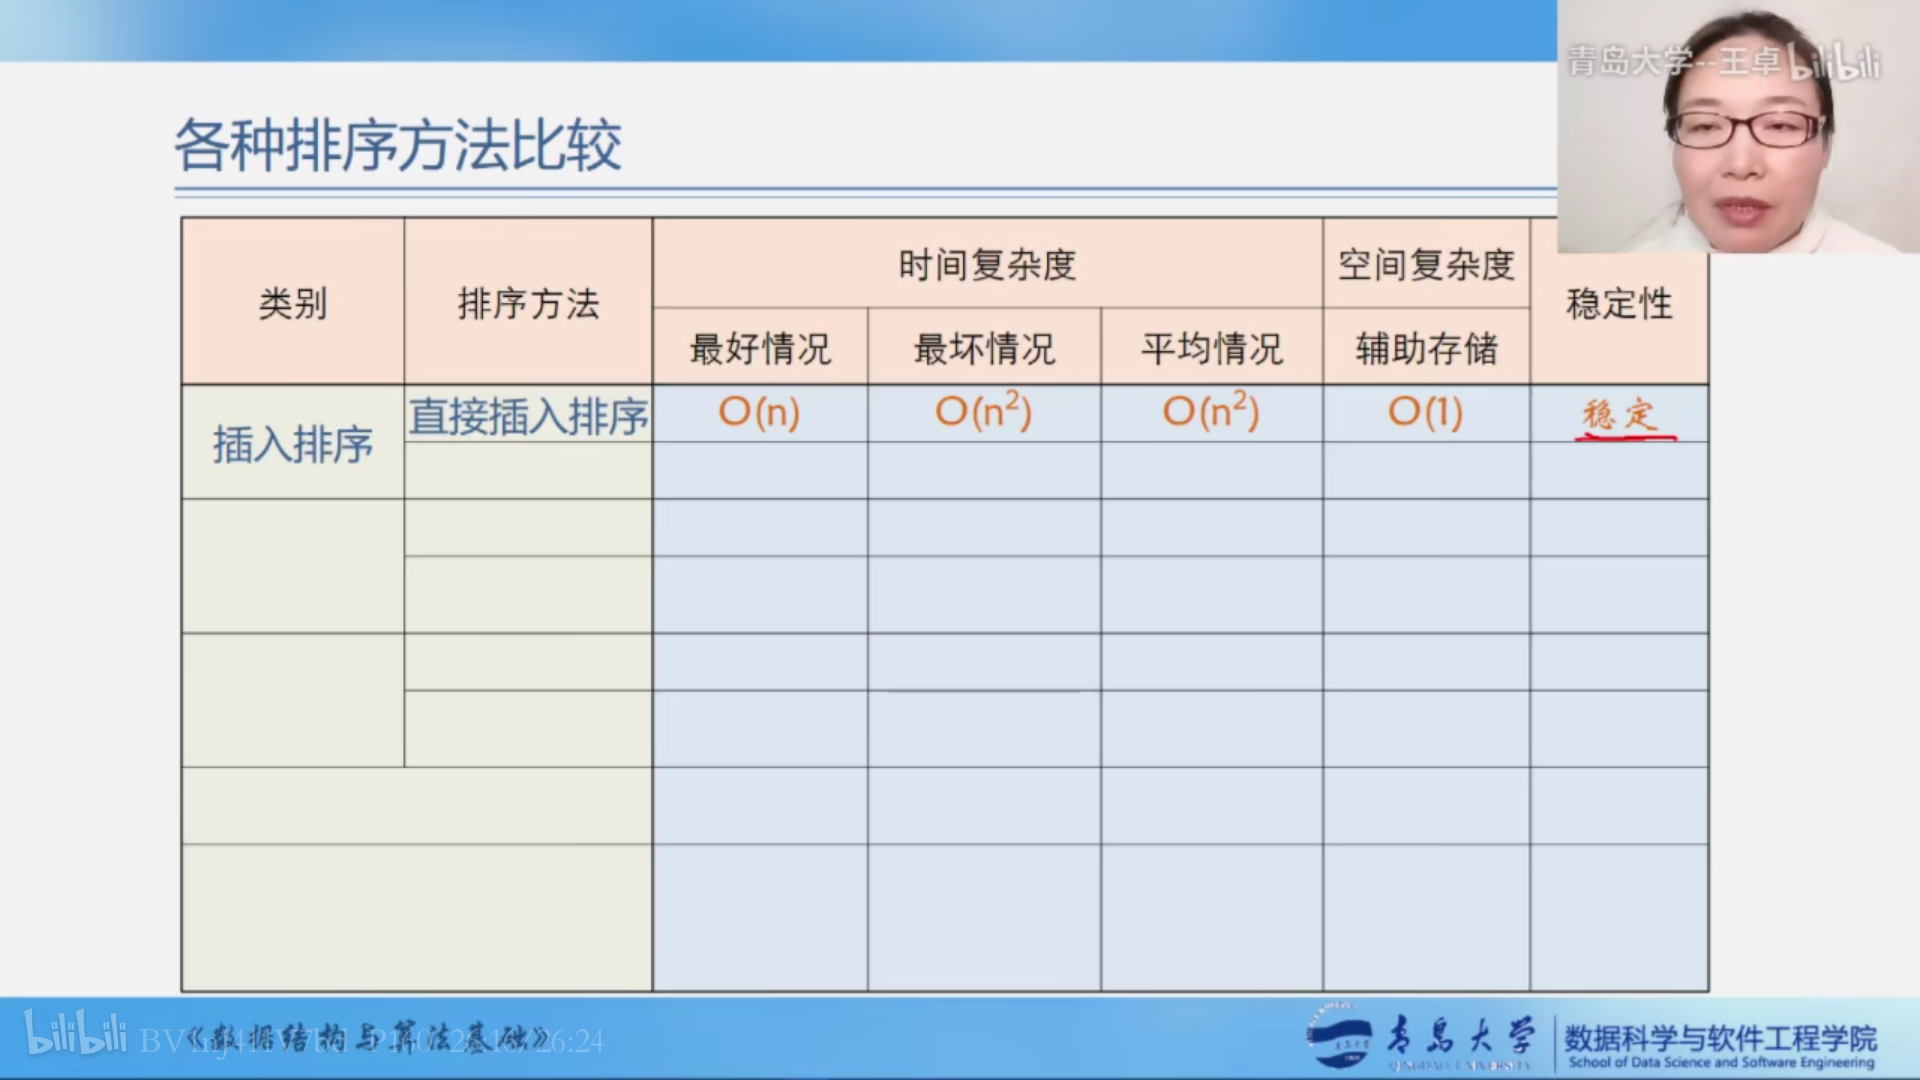 青岛大学--王卓 bilibili
各种排序方法比较
类别 排序方法 时间复杂度 空间复杂度 稳定性
最好情况 最坏情况 平均情况 辅助存储
插入排序 直接插入排序 O(n) O(n²) O(n²) O(1) 稳定
bilibili 《数据结构与算法基础》 26:24
青岛大学 数据科学与软件工程学院
QINGDAO UNIVERSITY School of Data Science and Software Engineering